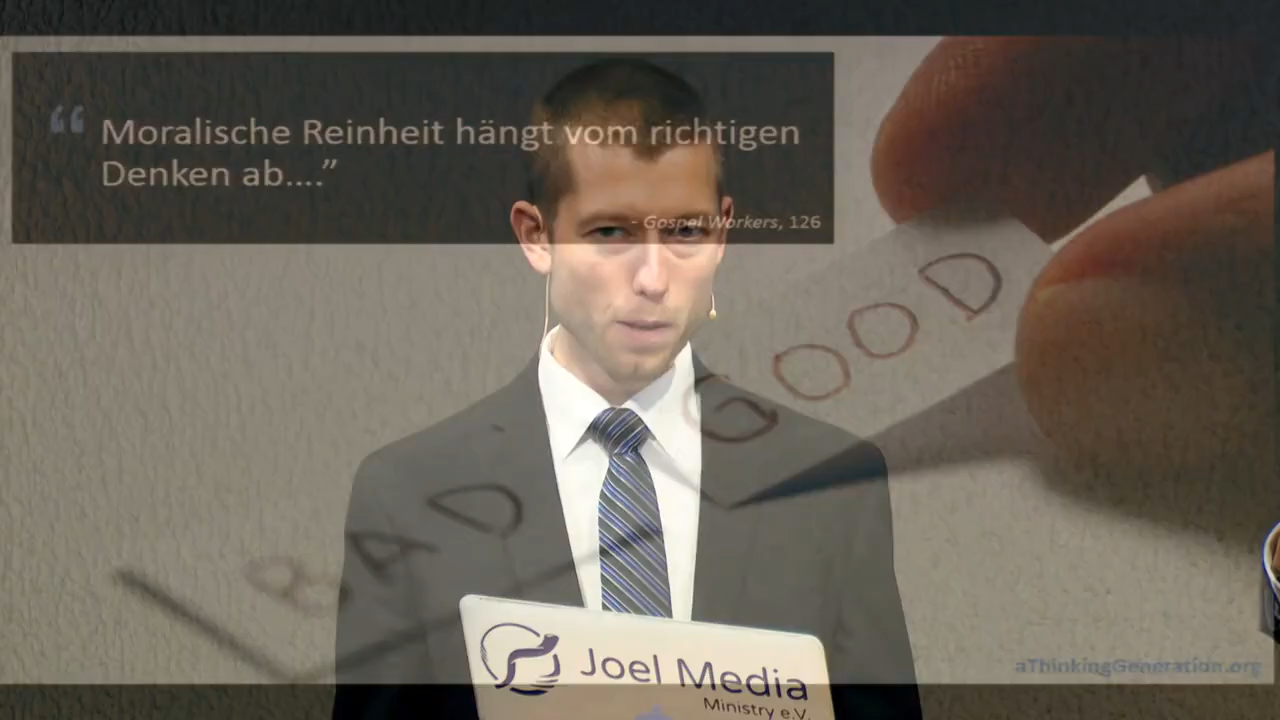 “ Moralische Reinheit hängt vom richtigen
Denken ab....”
- Gospel Workers, 126
GOOD
BAD
Joel Media
Ministry e.V.
aThinkingGeneration.org